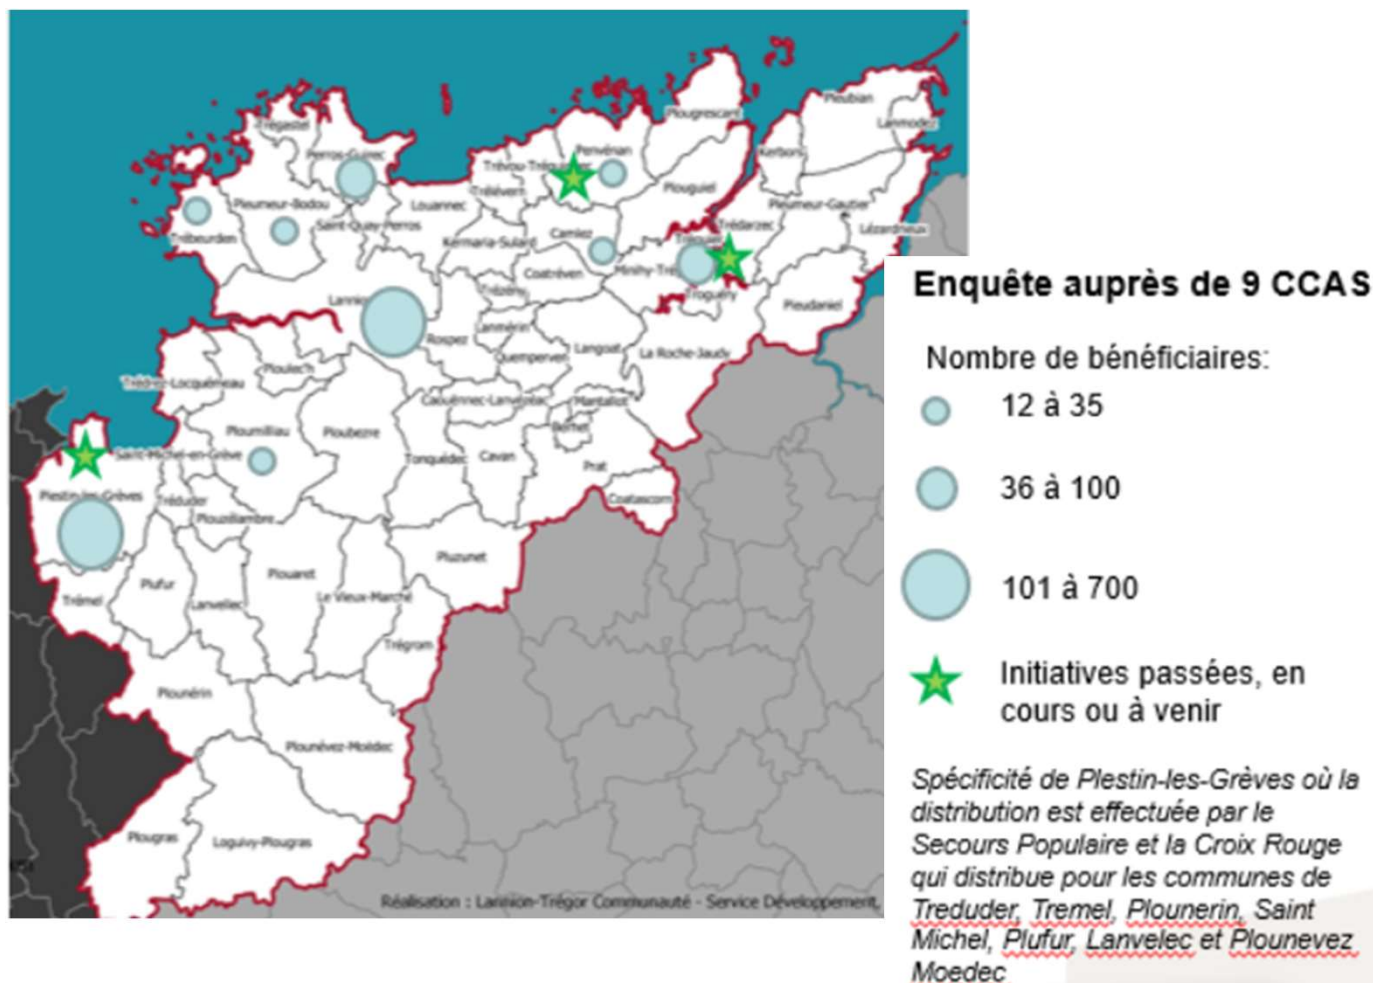 Plougrescant
Pleubian
Lanmodez
Trégastel
Perros-Guirec
Penvénan
Kerbors
Trévou-Tréguignec
Trélévern
Plouguiel
Pleumeur-Bodou
Louannec
Pleumeur-Gautier
Saint-Quay-Perros
Trédarzec
Lézardrieux
Trébeurden
Kermaria-Sulard
Camlez
Coatréven
Trézény
Troguéry
Pleudaniel
Rospez
Lanmérin
Quemperven
Langoat
La Roche-Jaudy
Ploulec'h
Trédrez-Locquémeau
Caouënnec-Lanvézéac
Mantallot
Berhet
Ploumilliau
Ploubezre
Saint-Michel-en-Grève
Tonquédec
Cavan
Prat
Plestin-les-Grèves
Tréduder
Coatascorn
Plouzélambre
Pluzunet
Plufur
Plouaret
Trémel
Lanvellec
Le Vieux-Marché
Trégrom
Plounérin
Plounévez-Moëdec
Plougras
Loguivy-Plougras
Réalisation : Lannion-Trégor Communauté - Service Développement,
Enquête auprès de 9 CCAS
Nombre de bénéficiaires:
12 à 35
36 à 100
101 à 700
Initiatives passées, en
cours ou à venir
Spécificité de Plestin-les-Grèves où la
distribution est effectuée par le
Secours Populaire et la Croix Rouge
qui distribue pour les communes de
Treduder, Tremel, Plounerin, Saint
Michel, Plufur, Lanvelec et Plounevez
Moedec